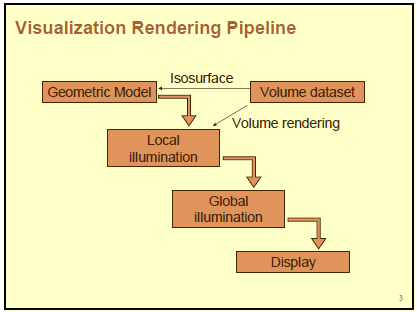 Visualization Rendering Pipeline
Isosurface
Geometric Model
Volume dataset
Volume rendering
Local
illumination
Global
illumination
Display
3